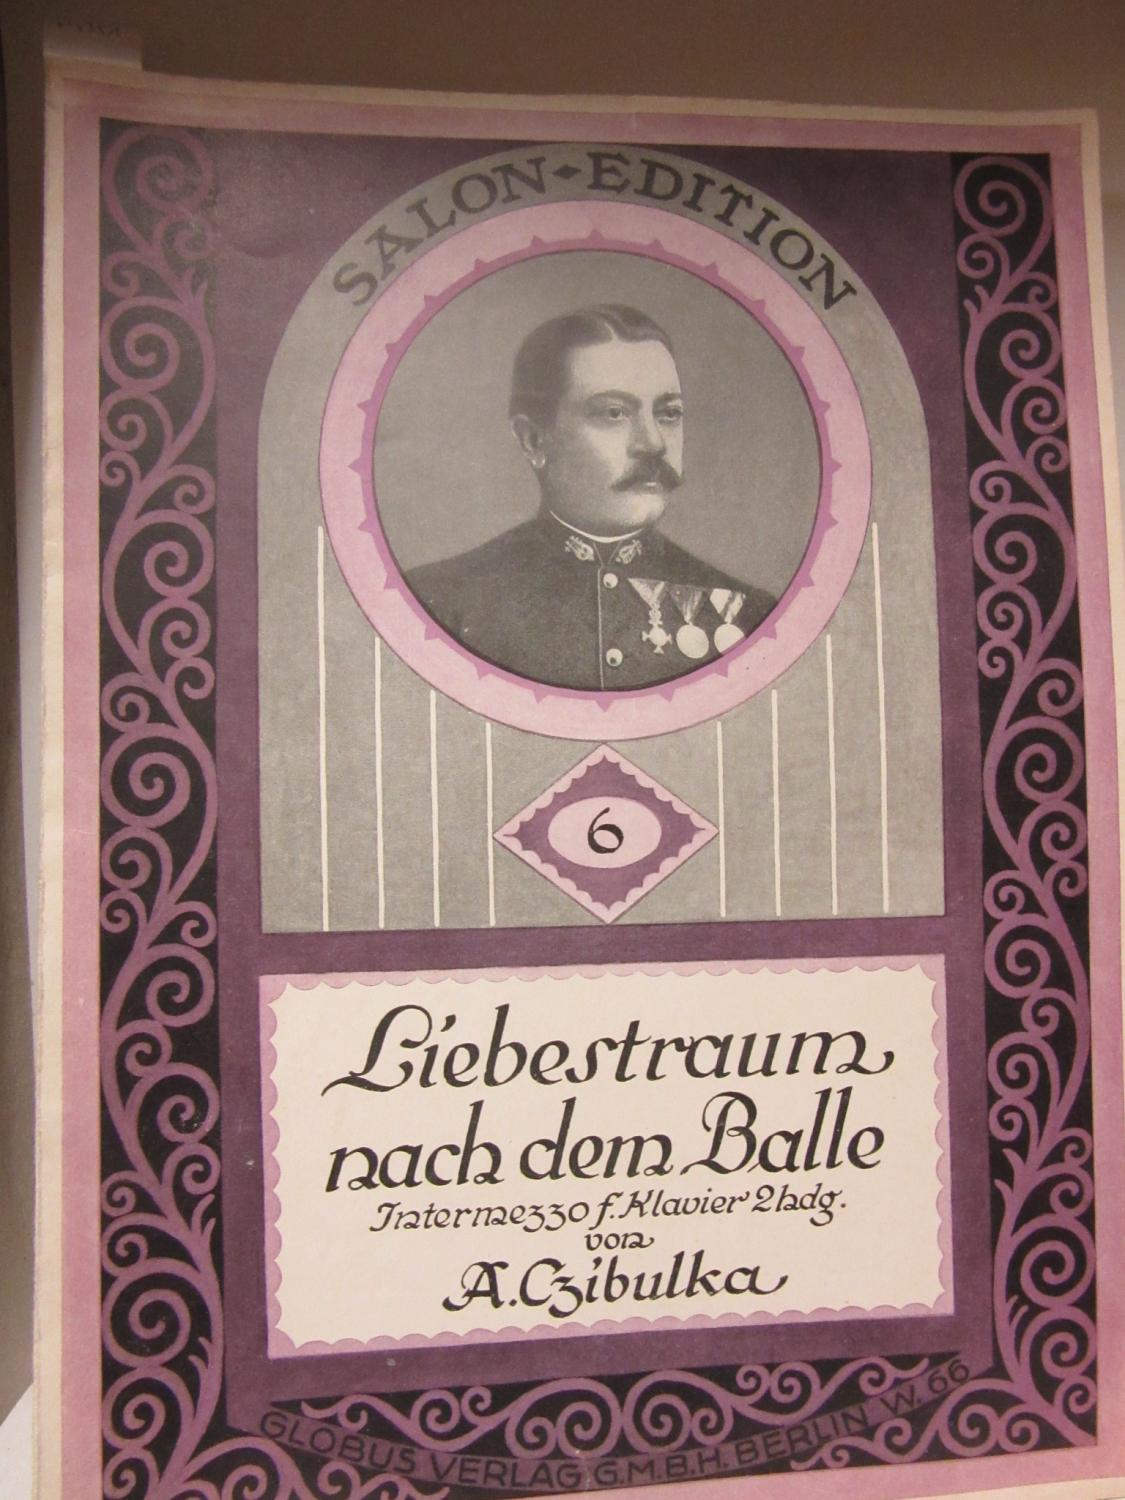 SALON-EDITION
6
Liebestraum
nach dem Balle
Intermezzo f. Klavier 2hdg.
von
A. Czibulka
GLOBUS VERLAG G.M.B.H. BERLIN W. 66